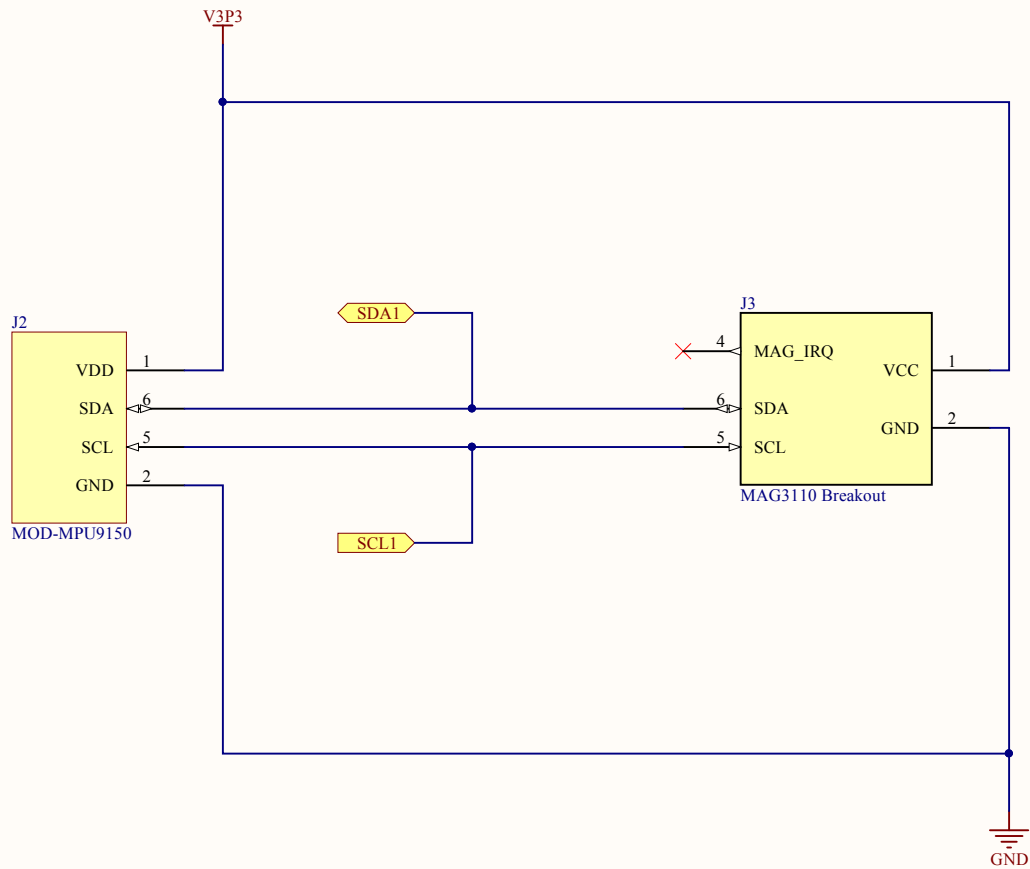 V3P3
J2
VDD 1
SDA 6
SCL 5
GND 2
MOD-MPU9150
SDA1
SCL1
J3
4 MAG_IRQ
6 SDA
5 SCL
VCC 1
GND 2
MAG3110 Breakout
GND